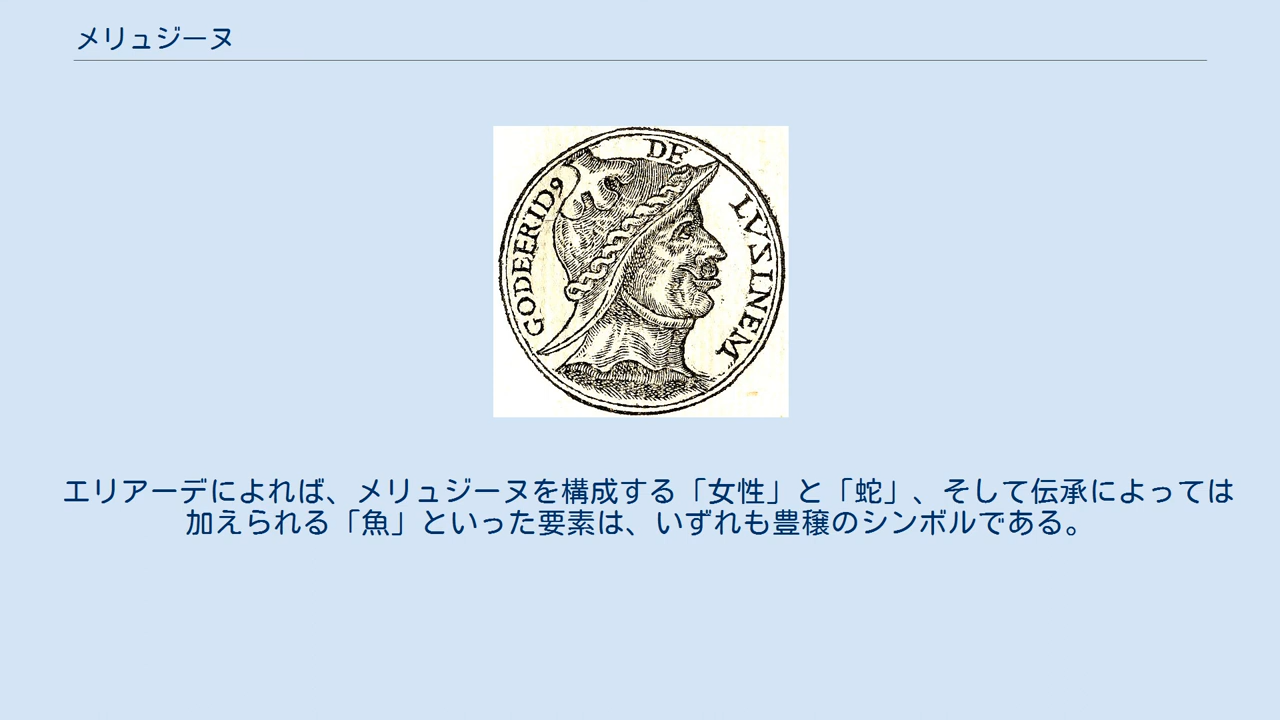 メリュジーヌ
GODEFRID9 DE LVSINEM
エリアーデによれば、メリュジーヌを構成する「女性」と「蛇」、そして伝承によっては
加えられる「魚」といった要素は、いずれも豊穣のシンボルである。